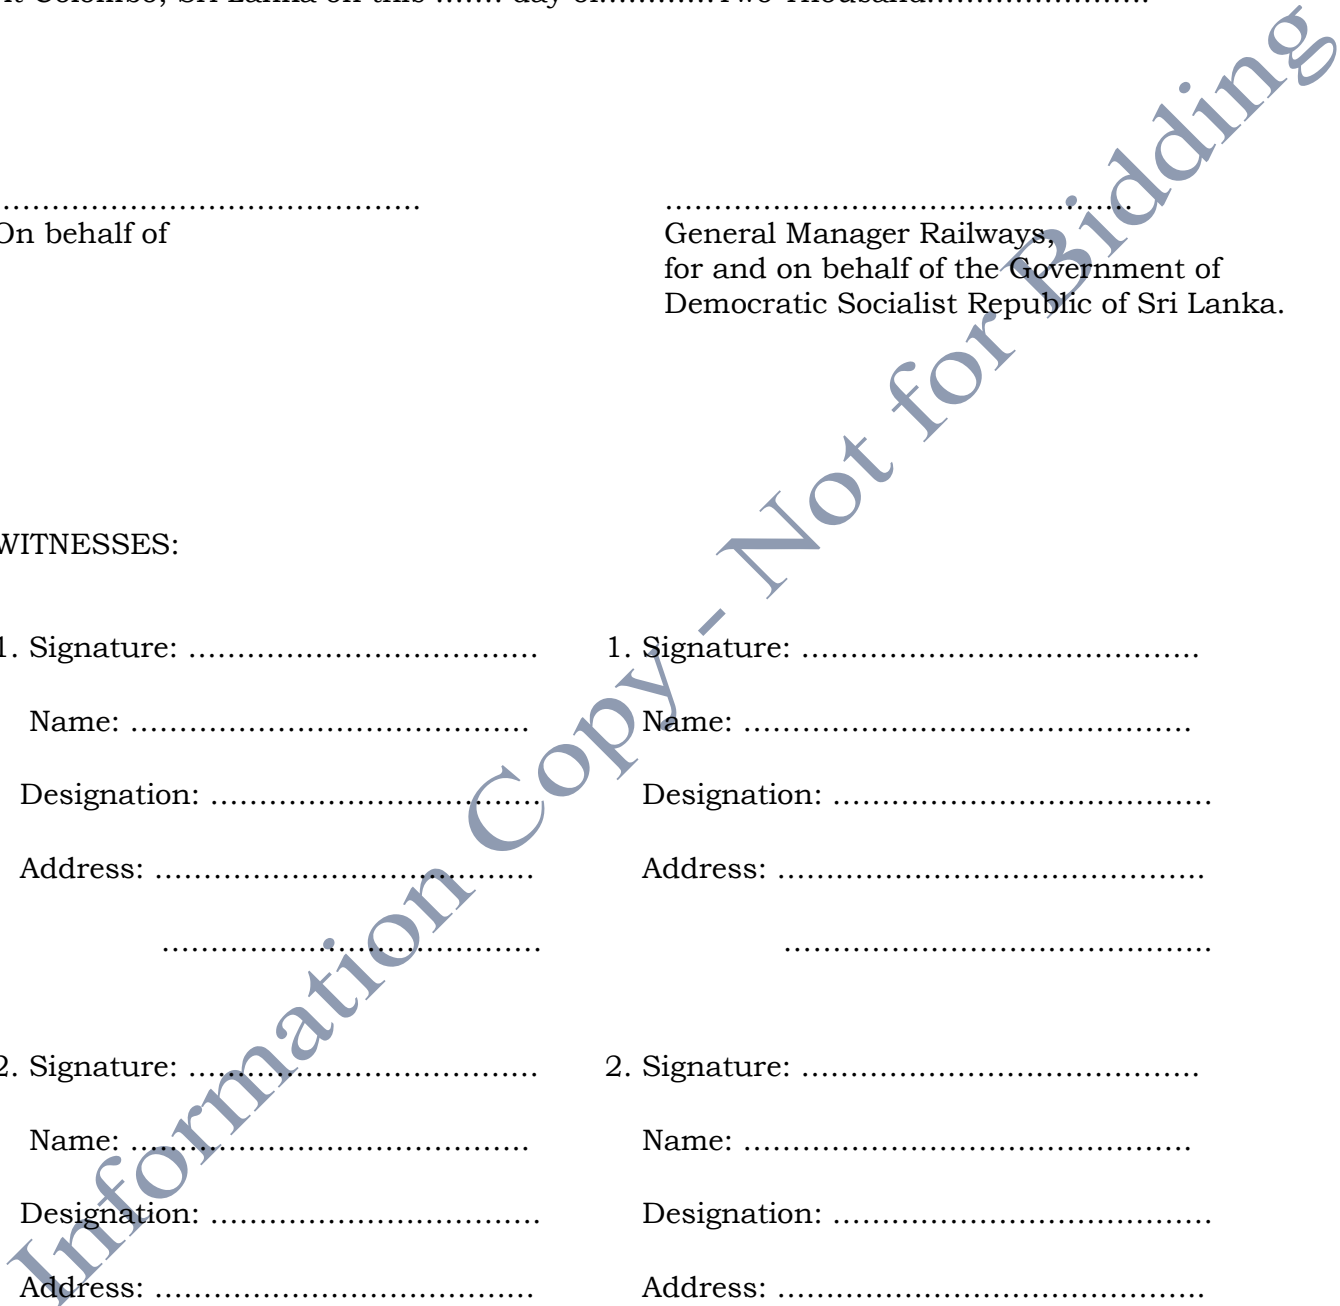 at Colombo, Sri Lanka on this ....... day of............Two Thousand.......................
............................................
On behalf of
................................................
General Manager Railways,
for and on behalf of the Government of
Democratic Socialist Republic of Sri Lanka.
WITNESSES:
1. Signature: .................................... 1. Signature: .........................................
Name: ......................................... Name: ..............................................
Designation: .................................. Designation: .......................................
Address: ....................................... Address: ............................................
....................................... ............................................
2. Signature: .................................... 2. Signature: .........................................
Name: ......................................... Name: ..............................................
Designation: .................................. Designation: .......................................
Address: ....................................... Address: ............................................
Information Copy - Not for Bidding